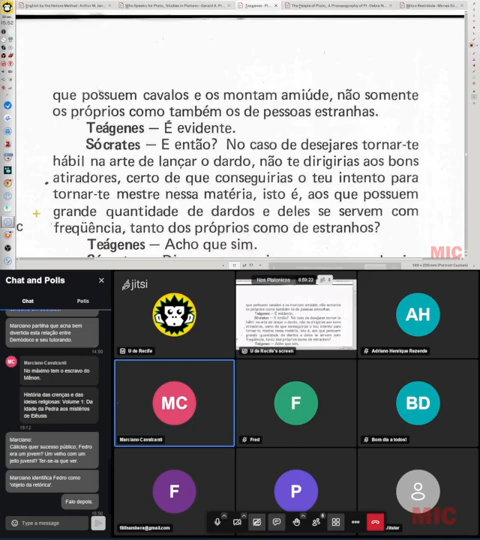 que possuem cavalos e os montam amiúde, não somente
os próprios como também os de pessoas estranhas.
Teágenes — É evidente.
Sócrates — E então? No caso de desejares tornar-te
hábil na arte de lançar o dardo, não te dirigirias aos bons
atiradores, certo de que conseguirias o teu intento para
tornar-te mestre nessa matéria, isto é, aos que possuem
grande quantidade de dardos e deles se servem com
freqüência, tanto dos próprios como de estranhos?
Teágenes — Acho que sim.
MIC
Chat and Polls
Chat
Polls
Marciano partilha que acha bem
divertida esta relação entre
Demódoco e seu tutorando.
Marciano Cavalcanti
No máximo tem o escravo do
Mênon.
História das crenças e das
ideias religiosas: Volume 1: Da
Idade da Pedra aos mistérios
de Elêusis
15:12
Marciano:
Cálicles quer sucesso público, Fedro
era um jovem? Um velho com um
jeito juvenil? Ter-se-ia que ver.
Marciano identifica Fedro como
"objeto da retórica".
Falo depois.
Type a message
jitsi
U de Recife
Nos Platonicos
U de Recife's screen
AH
Adriano Henrique Rezende
MC
Marciano Cavalcanti
F
Fred
BD
Bom dia a todos!
F
P
MIC